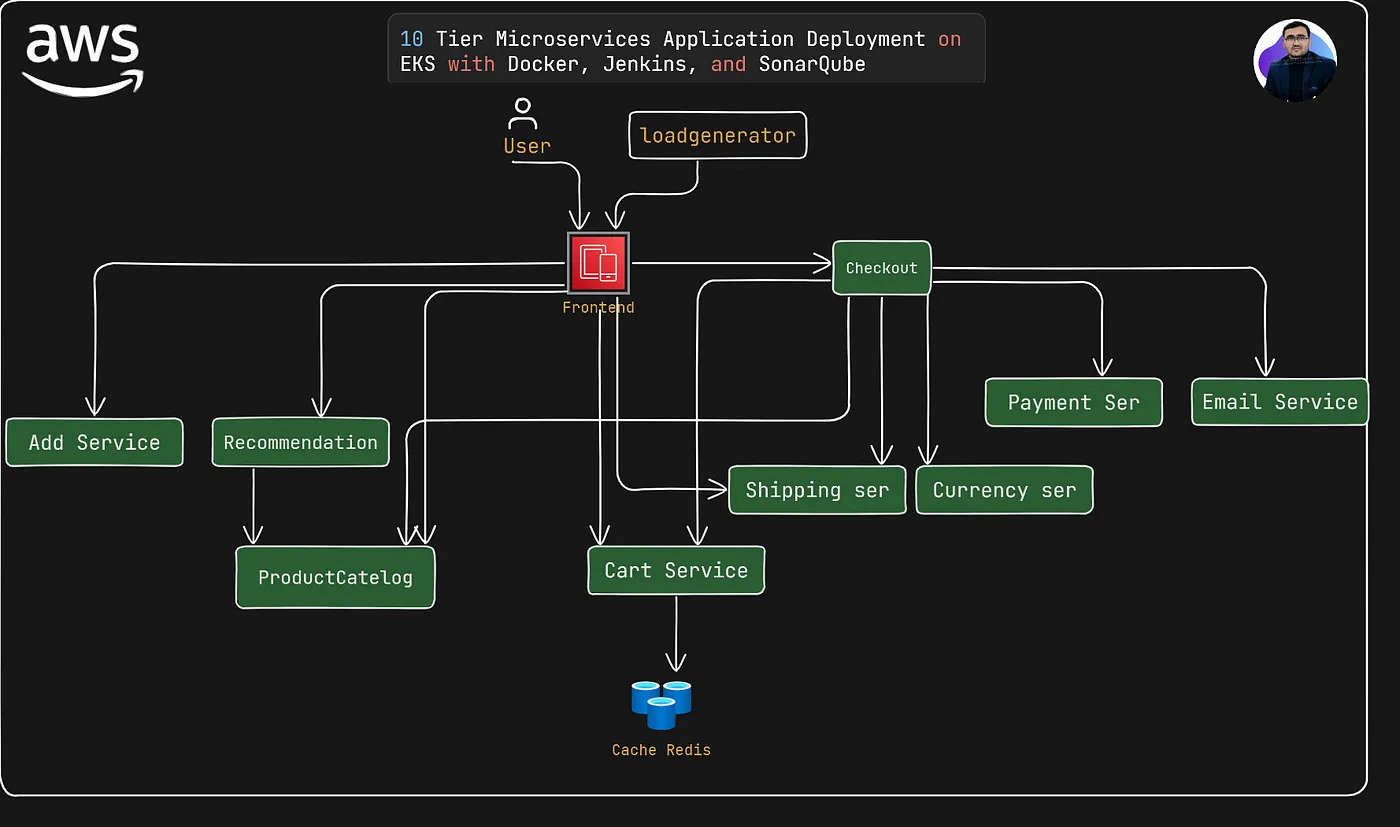 aws
10 Tier Microservices Application Deployment on
EKS with Docker, Jenkins, and SonarQube
User
loadgenerator
Frontend
Checkout
Payment Ser
Email Service
Add Service
Recommendation
Shipping ser
Currency ser
ProductCatelog
Cart Service
Cache Redis